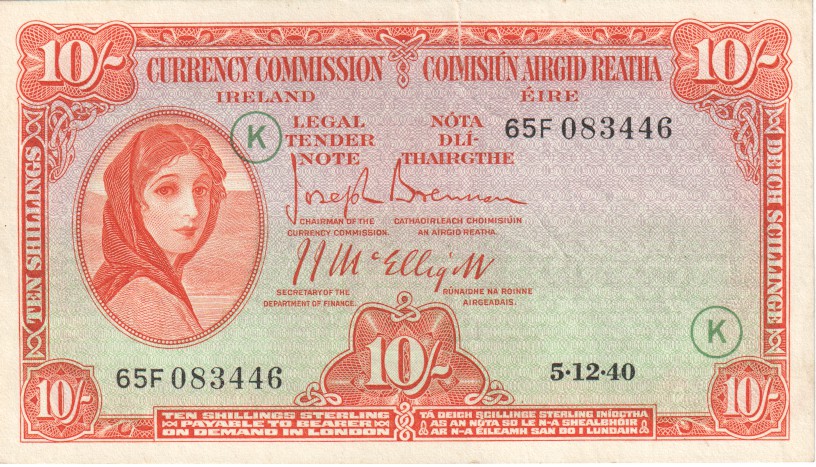 10/-
10/-
CURRENCY COMMISSION
COIMISIÚN AIRGID REATHA
IRELAND
ÉIRE
K
LEGAL
TENDER
NOTE
NÓTA
DLÍ-
THAIRGTHE
65F 083446
Joseph Brennan
CHAIRMAN OF THE
CURRENCY COMMISSION.
CATHAOIRLEACH CHOIMISIÚIN
AN AIRGID REATHA.
J J McElligott
SECRETARY OF THE
DEPARTMENT OF FINANCE.
RÚNAIDHE NA ROINNE
AIRGEADAIS.
TEN SHILLINGS
DEICH SCILLINGE
K
65F 083446
10/-
5·12·40
10/-
10/-
TEN SHILLINGS STERLING
PAYABLE TO BEARER
ON DEMAND IN LONDON
TÁ DEICH SCILLINGE STERLING INÍOCTHA
AS AN NÓTA SO LE N-A SHEALBHÓIR
AR N-A ÉILEAMH SAN DO I LUNDAIN